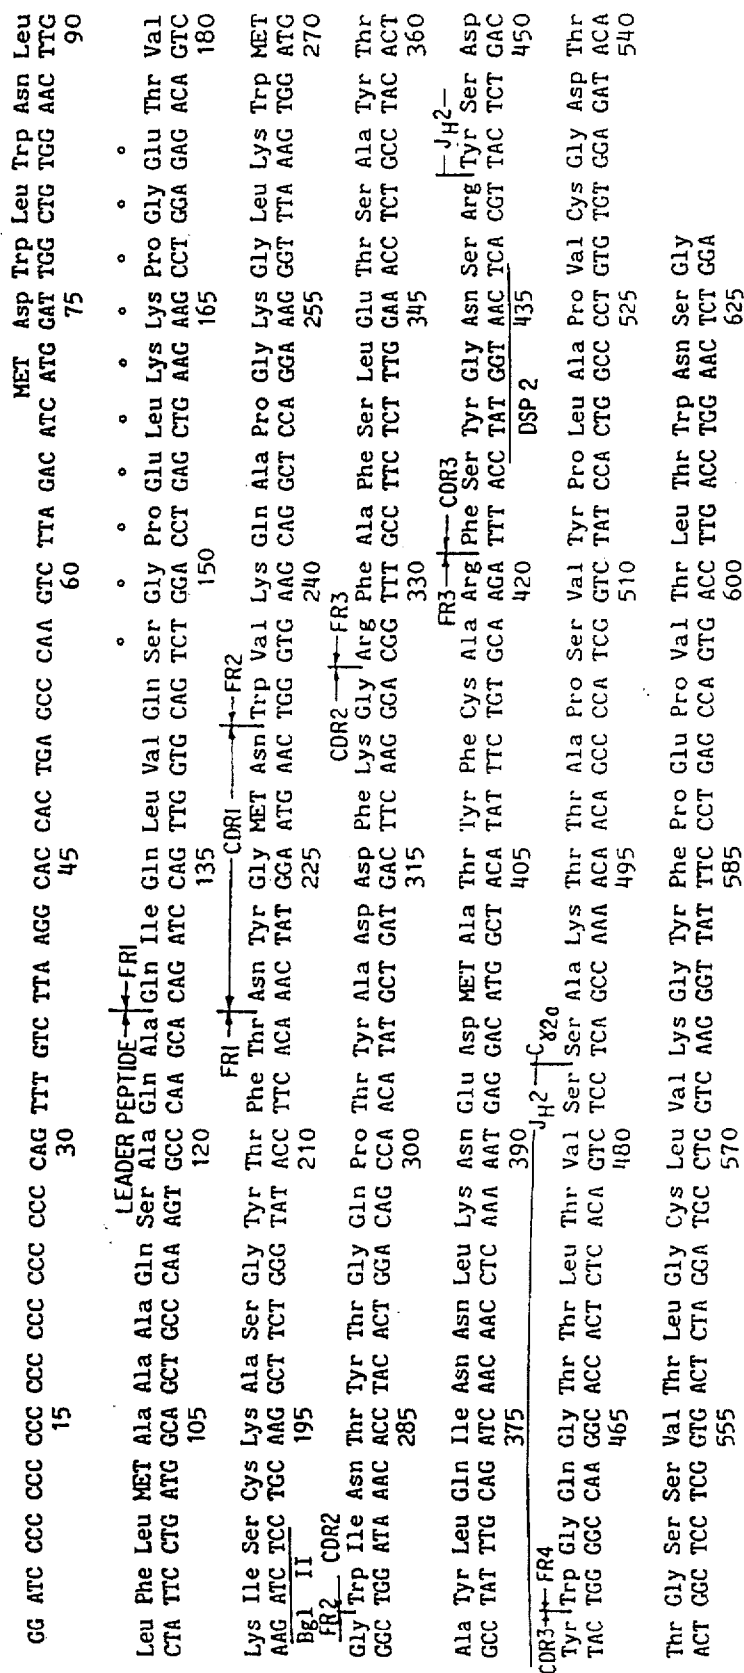 MET Asp Trp Leu Trp Asn Leu
GG ATC CCC CCC CCC CCC CCC CCC CAG TTT GTC TTA AGG CAC CAC TGA GCC CAA GTC TTA GAC ATC ATG GAT TGG CTG TGG AAC TTG
15 30 45 60 75 90
LEADER PEPTIDE FR1
Leu Phe Leu MET Ala Ala Ala Gln Ser Ala Gln Ala Gln Ile Gln Leu Val Gln Ser Gly Pro Glu Leu Lys Lys Pro Gly Glu Thr Val
CTA TTC CTG ATG GCA GCT GCC CAA AGT GCC CAA GCA CAG ATC CAG TTG GTG CAG TCT GGA CCT GAG CTG AAG AAG CCT GGA GAG ACA GTC
105 120 135 150 165 180
FR1 CDR1 FR2
Lys Ile Ser Cys Lys Ala Ser Gly Tyr Thr Phe Thr Asn Tyr Gly MET Asn Trp Val Lys Gln Ala Pro Gly Lys Gly Leu Lys Trp MET
AAG ATC TCC TGC AAG GCT TCT GGG TAT ACC TTC ACA AAC TAT GGA ATG AAC TGG GTG AAG CAG GCT CCA GGA AAG GGT TTA AAG TGG ATG
Bgl II 195 210 225 240 255 270
FR2 CDR2 CDR2 FR3
Gly Trp Ile Asn Thr Tyr Thr Gly Gln Pro Thr Tyr Ala Asp Asp Phe Lys Gly Arg Phe Ala Phe Ser Leu Glu Thr Ser Ala Tyr Thr
GGC TGG ATA AAC ACC TAC ACT GGA CAG CCA ACA TAT GCT GAT GAC TTC AAG GGA CGG TTT GCC TTC TCT TTG GAA ACC TCT GCC TAC ACT
285 300 315 330 345 360
FR3 CDR3 JH2
Ala Tyr Leu Gln Ile Asn Asn Leu Lys Asn Glu Asp MET Ala Thr Tyr Phe Cys Ala Arg Phe Ser Tyr Gly Asn Ser Arg Tyr Ser Asp
GCC TAT TTG CAG ATC AAC AAC CTC AAA AAT GAG GAC ATG GCT ACA TAT TTC TGT GCA AGA TTT ACC TAT GGT AAC TCA CGT TAC TCT GAC
375 390 405 420 435 450
DSP 2
CDR3 FR4 JH2 Cγ2a
Tyr Trp Gly Gln Gly Thr Thr Leu Thr Val Ser Ser Ala Lys Thr Thr Ala Pro Ser Val Tyr Pro Leu Ala Pro Val Cys Gly Asp Thr
TAC TGG GGC CAA GGC ACC ACT CTC ACA GTC TCC TCA GCC AAA ACA ACA GCC CCA TCG GTC TAT CCA CTG GCC CCT GTG TGT GGA GAT ACA
465 480 495 510 525 540
Thr Gly Ser Ser Val Thr Leu Gly Cys Leu Val Lys Gly Tyr Phe Pro Glu Pro Val Thr Leu Thr Trp Asn Ser Gly
ACT GGC TCC TCG GTG ACT CTA GGA TGC CTG GTC AAG GGT TAT TTC CCT GAG CCA GTG ACC TTG ACC TGG AAC TCT GGA
555 570 585 600 625